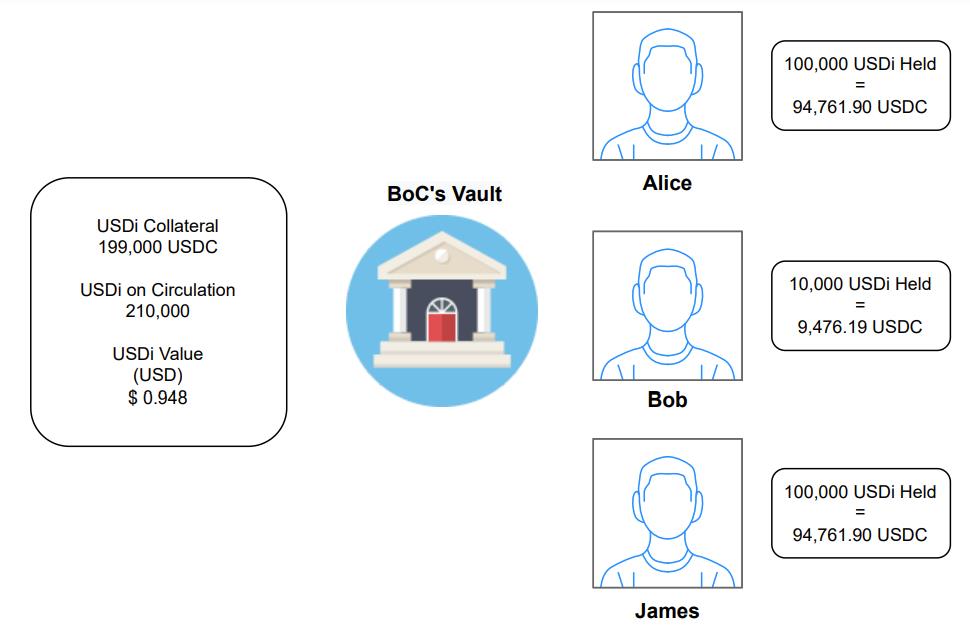 USDi Collateral
199,000 USDC
USDi on Circulation
210,000
USDi Value
(USD)
$ 0.948
BoC's Vault
100,000 USDi Held
=
94,761.90 USDC
Alice
10,000 USDi Held
=
9,476.19 USDC
Bob
100,000 USDi Held
=
94,761.90 USDC
James